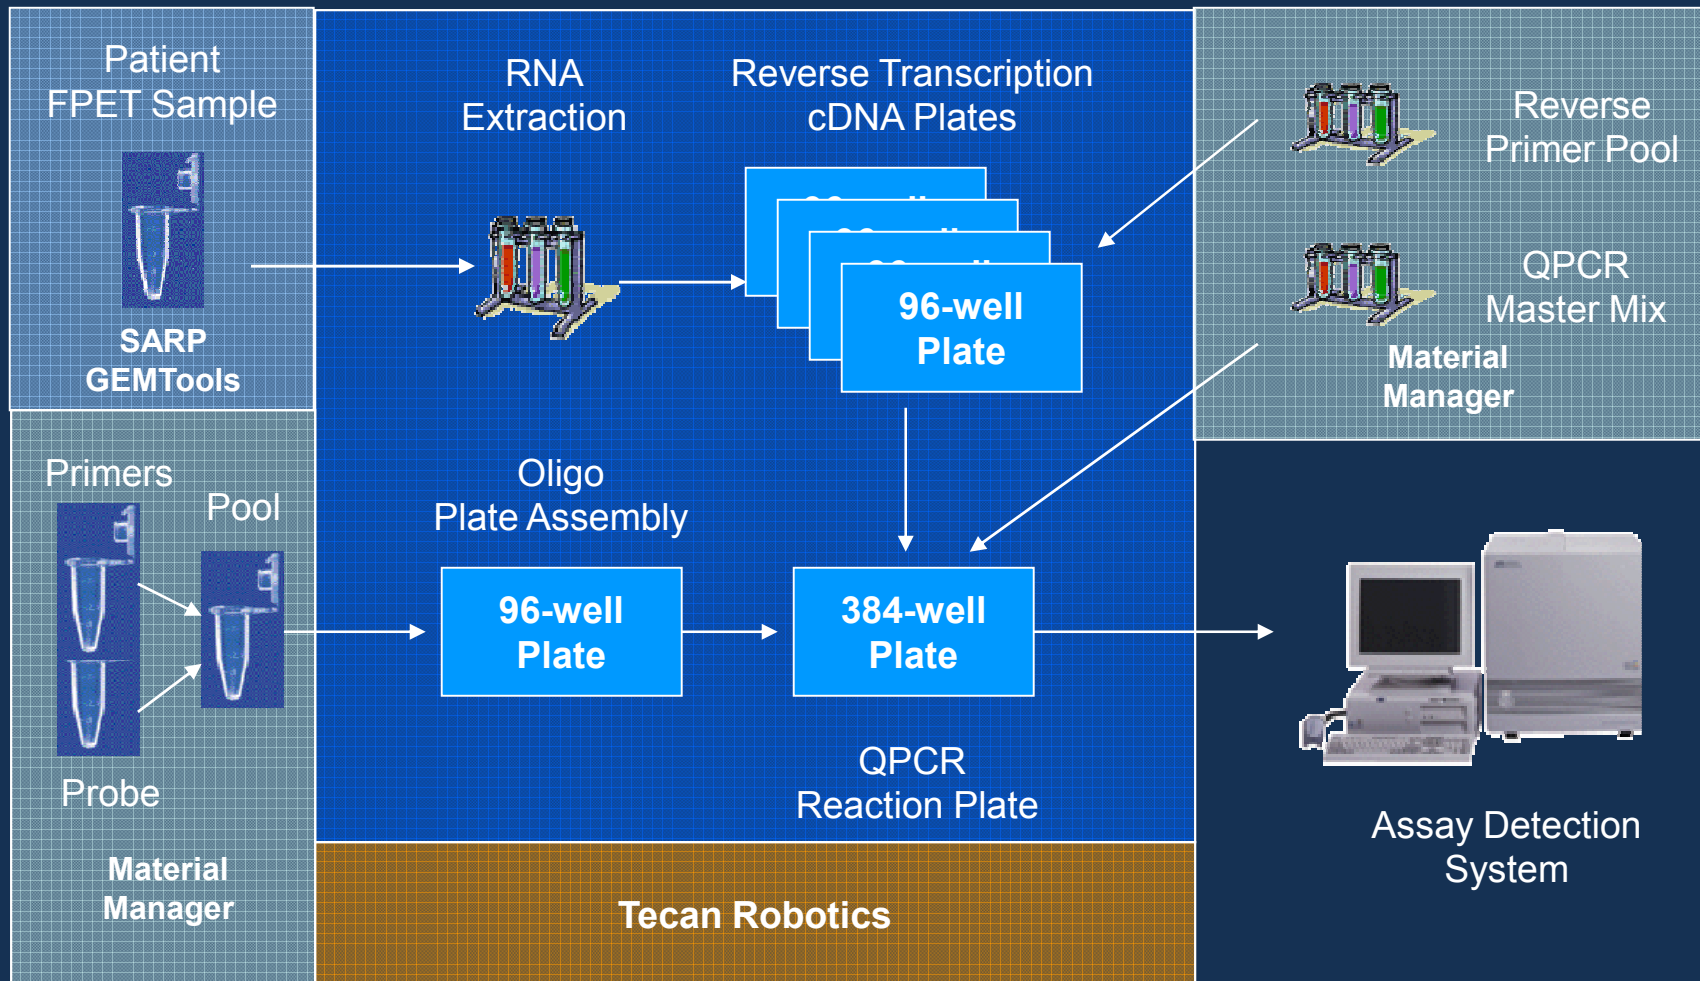 Patient
FPET Sample
SARP
GEMTools
RNA
Extraction
Reverse Transcription
cDNA Plates
96-well
Plate
Reverse
Primer Pool
QPCR
Master Mix
Material
Manager
Primers
Pool
Probe
Material
Manager
Oligo
Plate Assembly
96-well
Plate
384-well
Plate
QPCR
Reaction Plate
Assay Detection
System
Tecan Robotics